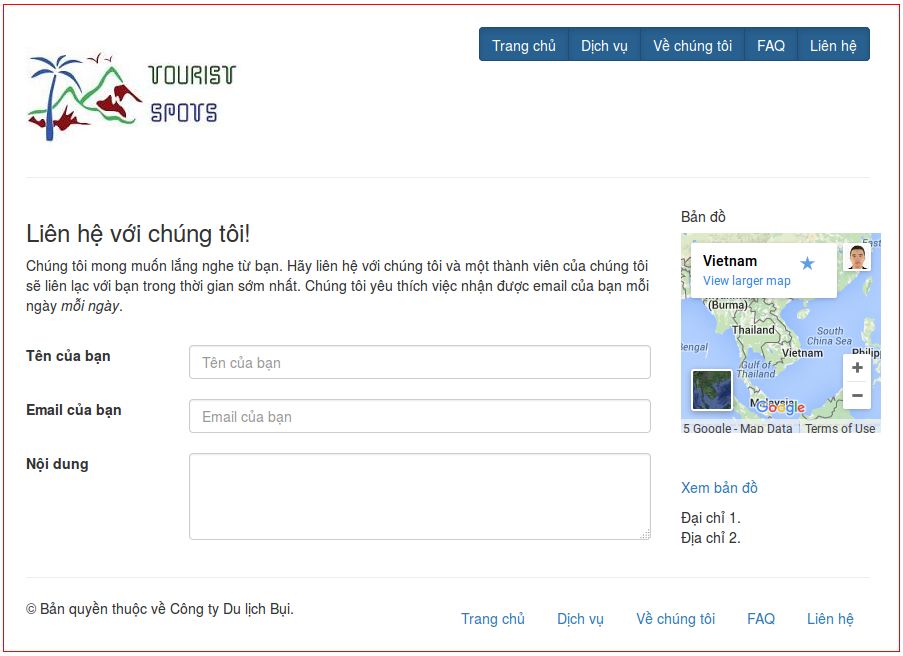 Trang chủ Dịch vụ Về chúng tôi FAQ Liên hệ
TOURIST
SPOTS
Liên hệ với chúng tôi!
Chúng tôi mong muốn lắng nghe từ bạn. Hãy liên hệ với chúng tôi và một thành viên của chúng tôi
sẽ liên lạc với bạn trong thời gian sớm nhất. Chúng tôi yêu thích việc nhận được email của bạn mỗi
ngày mỗi ngày.
Tên của bạn
Tên của bạn
Email của bạn
Email của bạn
Nội dung
Bản đồ
Vietnam
View larger map
East
(Burma)
Thailand
South
China Sea
engal
Vietnam
Philipp
Gulf of
Thailand
+
−
Malaysia
Google
5 Google - Map Data Terms of Use
Xem bản đồ
Đại chỉ 1.
Địa chỉ 2.
© Bản quyền thuộc về Công ty Du lịch Bụi.
Trang chủ Dịch vụ Về chúng tôi FAQ Liên hệ